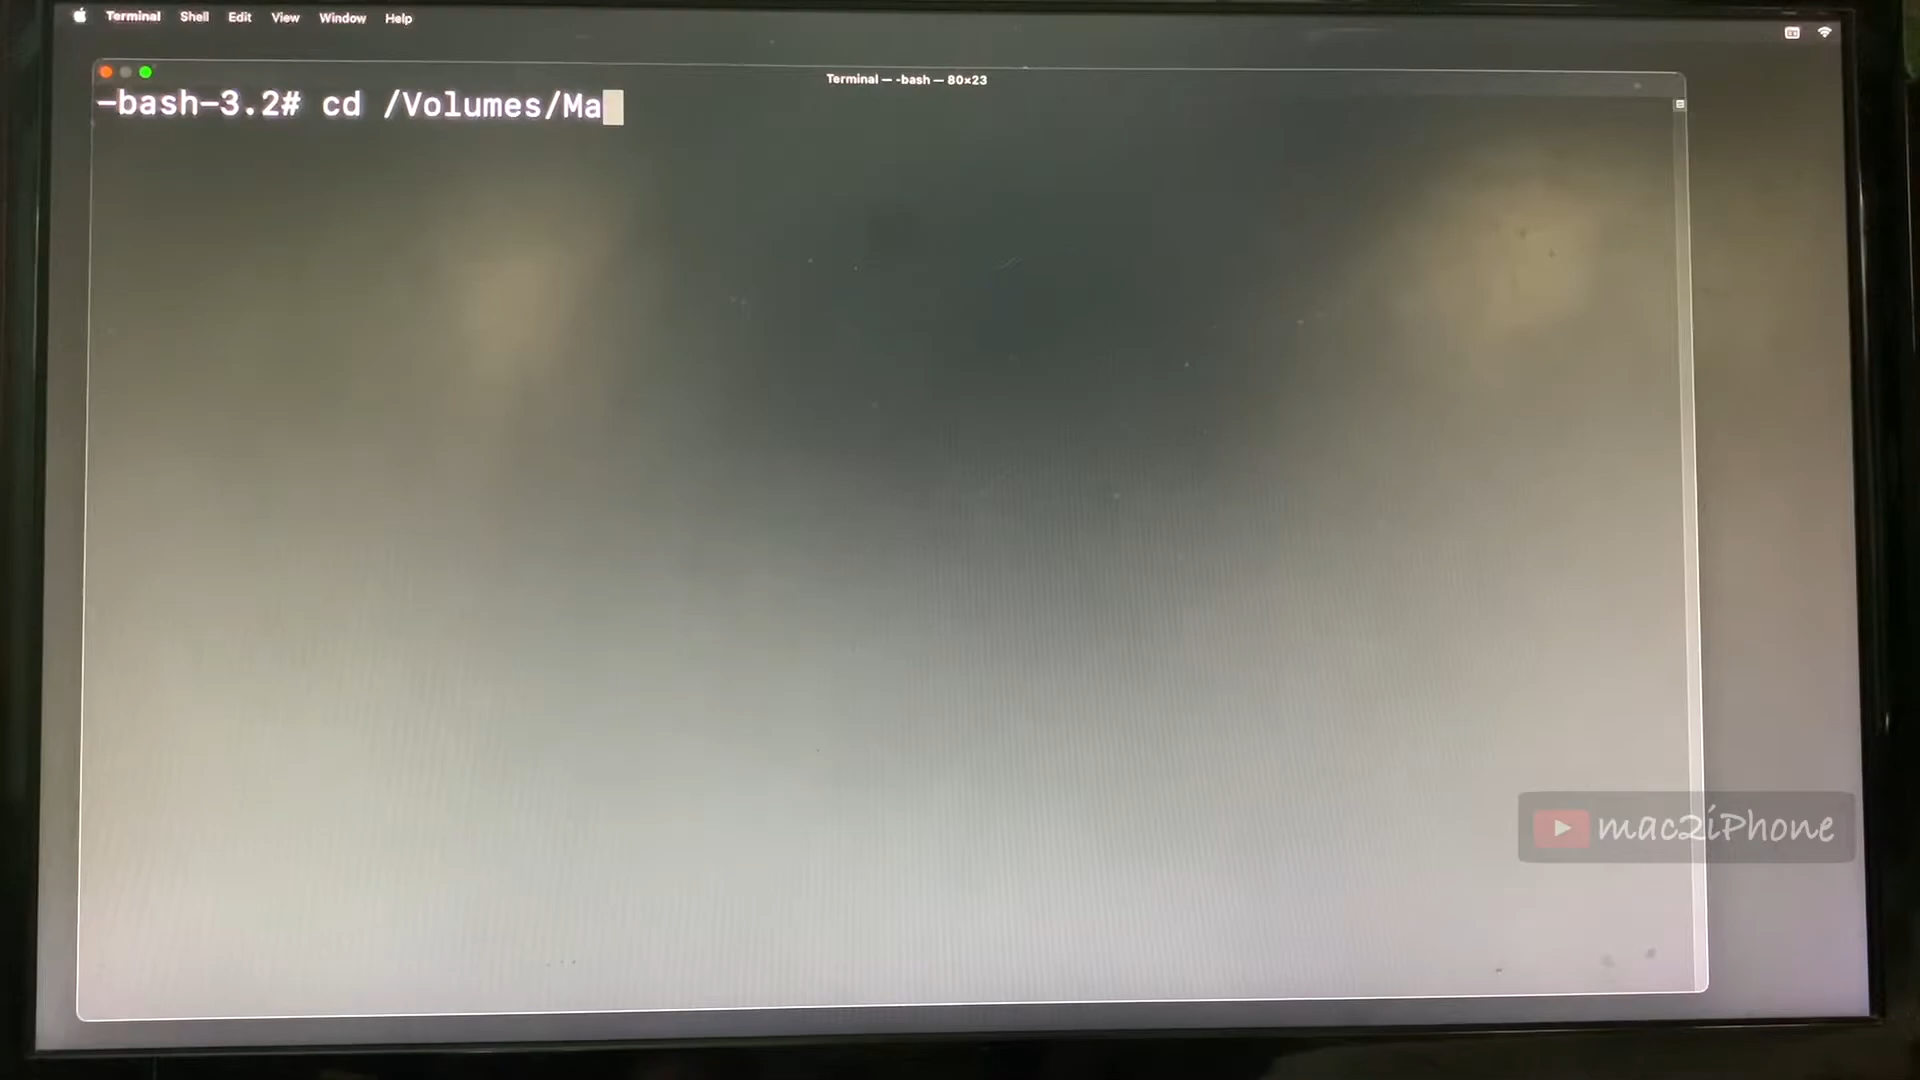 Terminal Shell Edit View Window Help
Terminal — -bash — 80×23
-bash-3.2# cd /Volumes/Ma
mac2iPhone